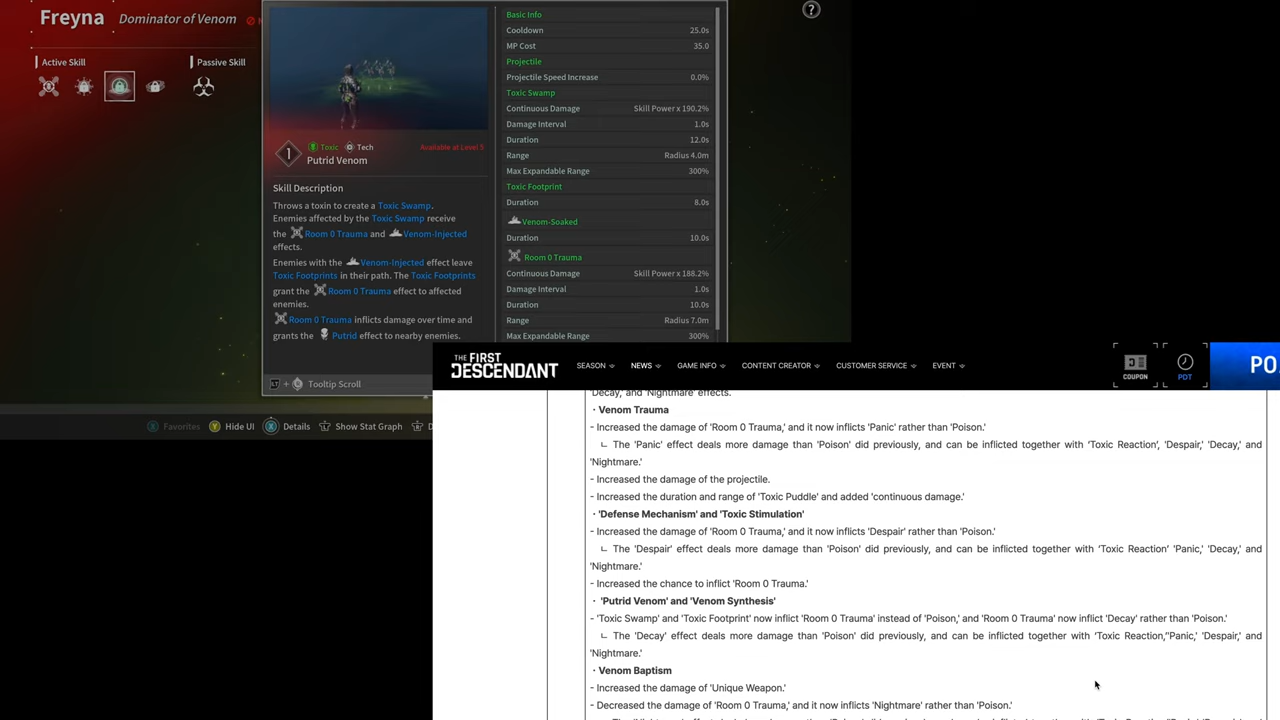 Freyna Dominator of Venom
Active Skill
Passive Skill
?
1
Toxic Tech
Available at Level 5
Putrid Venom
Skill Description
Throws a toxin to create a Toxic Swamp.
Enemies affected by the Toxic Swamp receive
the Room 0 Trauma and Venom-Injected
effects.
Enemies with the Venom-Injected effect leave
Toxic Footprints in their path. The Toxic Footprints
grant the Room 0 Trauma effect to affected
enemies.
Room 0 Trauma inflicts damage over time and
grants the Putrid effect to nearby enemies.
+ Tooltip Scroll
Basic Info
Cooldown 25.0s
MP Cost 35.0
Projectile
Projectile Speed Increase 0.0%
Toxic Swamp
Continuous Damage Skill Power x 190.2%
Damage Interval 1.0s
Duration 12.0s
Range Radius 4.0m
Max Expandable Range 300%
Toxic Footprint
Duration 8.0s
Venom-Soaked
Duration 10.0s
Room 0 Trauma
Continuous Damage Skill Power x 188.2%
Damage Interval 1.0s
Duration 10.0s
Range Radius 7.0m
Max Expandable Range 300%
Favorites Y Hide UI X Details Show Stat Graph D
THE FIRST DESCENDANT
SEASON NEWS GAME INFO CONTENT CREATOR CUSTOMER SERVICE EVENT
COUPON PDT PO
'Decay,' and 'Nightmare' effects.
· Venom Trauma
- Increased the damage of 'Room 0 Trauma,' and it now inflicts 'Panic' rather than 'Poison.'
ㄴ The 'Panic' effect deals more damage than 'Poison' did previously, and can be inflicted together with 'Toxic Reaction', 'Despair,' 'Decay,' and
'Nightmare.'
- Increased the damage of the projectile.
- Increased the duration and range of 'Toxic Puddle' and added 'continuous damage.'
· 'Defense Mechanism' and 'Toxic Stimulation'
- Increased the damage of 'Room 0 Trauma,' and it now inflicts 'Despair' rather than 'Poison.'
ㄴ The 'Despair' effect deals more damage than 'Poison' did previously, and can be inflicted together with 'Toxic Reaction' 'Panic,' 'Decay,' and
'Nightmare.'
- Increased the chance to inflict 'Room 0 Trauma.'
· 'Putrid Venom' and 'Venom Synthesis'
- 'Toxic Swamp' and 'Toxic Footprint' now inflict 'Room 0 Trauma' instead of 'Poison,' and 'Room 0 Trauma' now inflict 'Decay' rather than 'Poison.'
ㄴ The 'Decay' effect deals more damage than 'Poison' did previously, and can be inflicted together with 'Toxic Reaction,''Panic,' 'Despair,' and
'Nightmare.'
· Venom Baptism
- Increased the damage of 'Unique Weapon.'
- Decreased the damage of 'Room 0 Trauma,' and it now inflicts 'Nightmare' rather than 'Poison.'